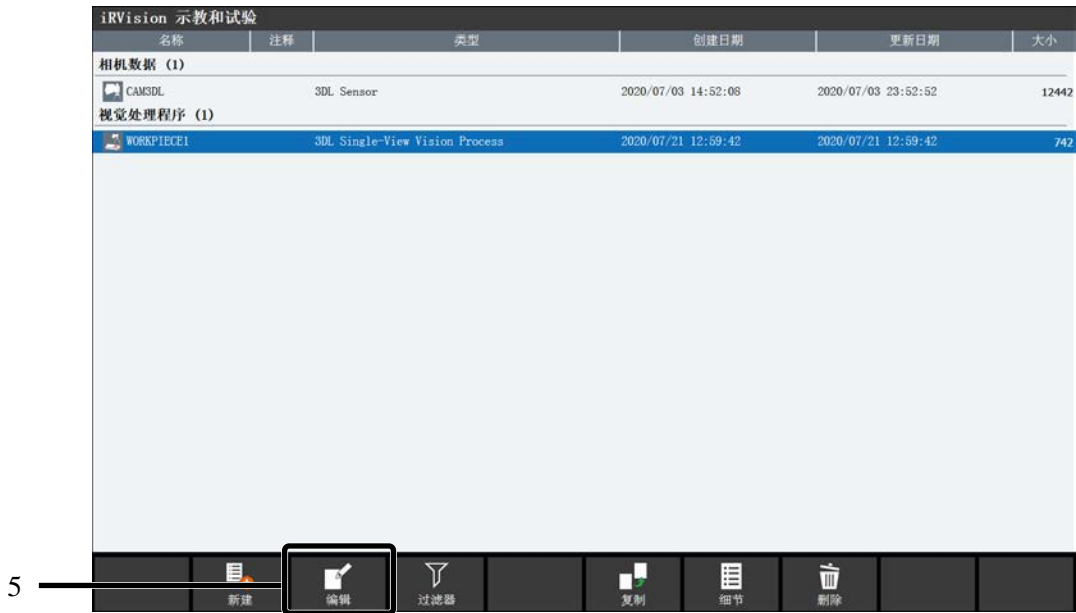 iRVision 示教和试验
名称 注释 类型 创建日期 更新日期 大小
相机数据 (1)
CAM3DL 3DL Sensor 2020/07/03 14:52:08 2020/07/03 23:52:52 12442
视觉处理程序 (1)
WORKPIECE1 3DL Single-View Vision Process 2020/07/21 12:59:42 2020/07/21 12:59:42 742
5
新建 编辑 过滤器 复制 细节 删除